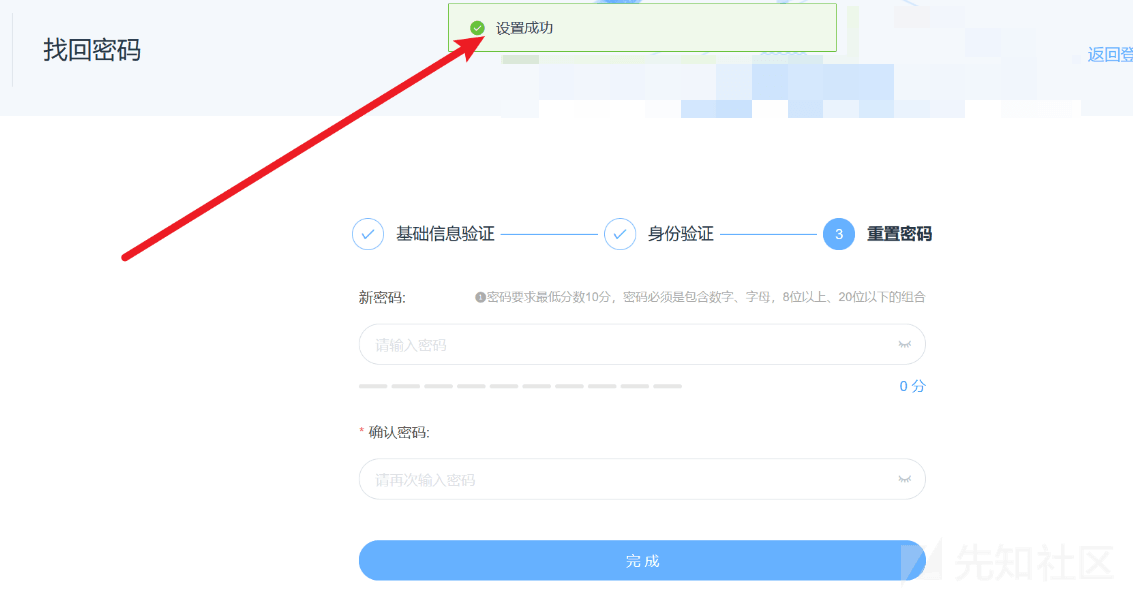 设置成功
找回密码
返回登
基础信息验证
身份验证
3 重置密码
新密码:
密码要求最低分数10分，密码必须是包含数字、字母，8位以上、20位以下的组合
请输入密码
0 分
* 确认密码:
请再次输入密码
完成
先知社区